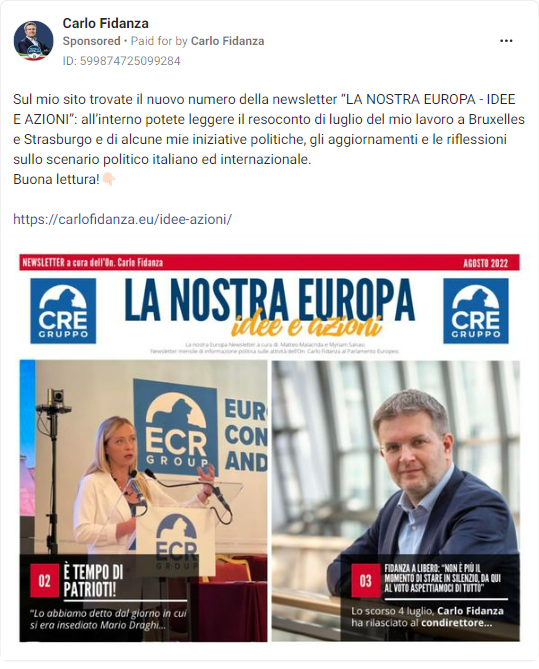 Carlo Fidanza
Sponsored • Paid for by Carlo Fidanza
ID: 599874725099284
Sul mio sito trovate il nuovo numero della newsletter “LA NOSTRA EUROPA - IDEE
E AZIONI”: all’interno potete leggere il resoconto di luglio del mio lavoro a Bruxelles
e Strasburgo e di alcune mie iniziative politiche, gli aggiornamenti e le riflessioni
sullo scenario politico italiano ed internazionale.
Buona lettura!👇🏻
https://carlofidanza.eu/idee-azioni/
NEWSLETTER a cura dell'On. Carlo Fidanza
AGOSTO 2022
CRE
GRUPPO
LA NOSTRA EUROPA
idee e azioni
La nostra Europa Newsletter a cura di: Matteo Malacrida e Myriam
Newsletter mensile di informazione politica sulle attività dell'On. Carlo Fidanza al Parlamento Europeo
CRE
GRUPPO
ECR
GROUP
EUR
CON
AND
ECR
GROUP
02
È TEMPO DI
PATRIOTI!
"Lo abbiamo detto dal giorno in cui
si era insediato Mario Draghi...
03
FIDANZA A LIBERO: "NON È PIÙ IL
MOMENTO DI STARE IN SILENZIO, DA QUI
AL VOTO ASPETTIAMOCI DI TUTTO"
Lo scorso 4 luglio, Carlo Fidanza
ha rilasciato al condirettore...